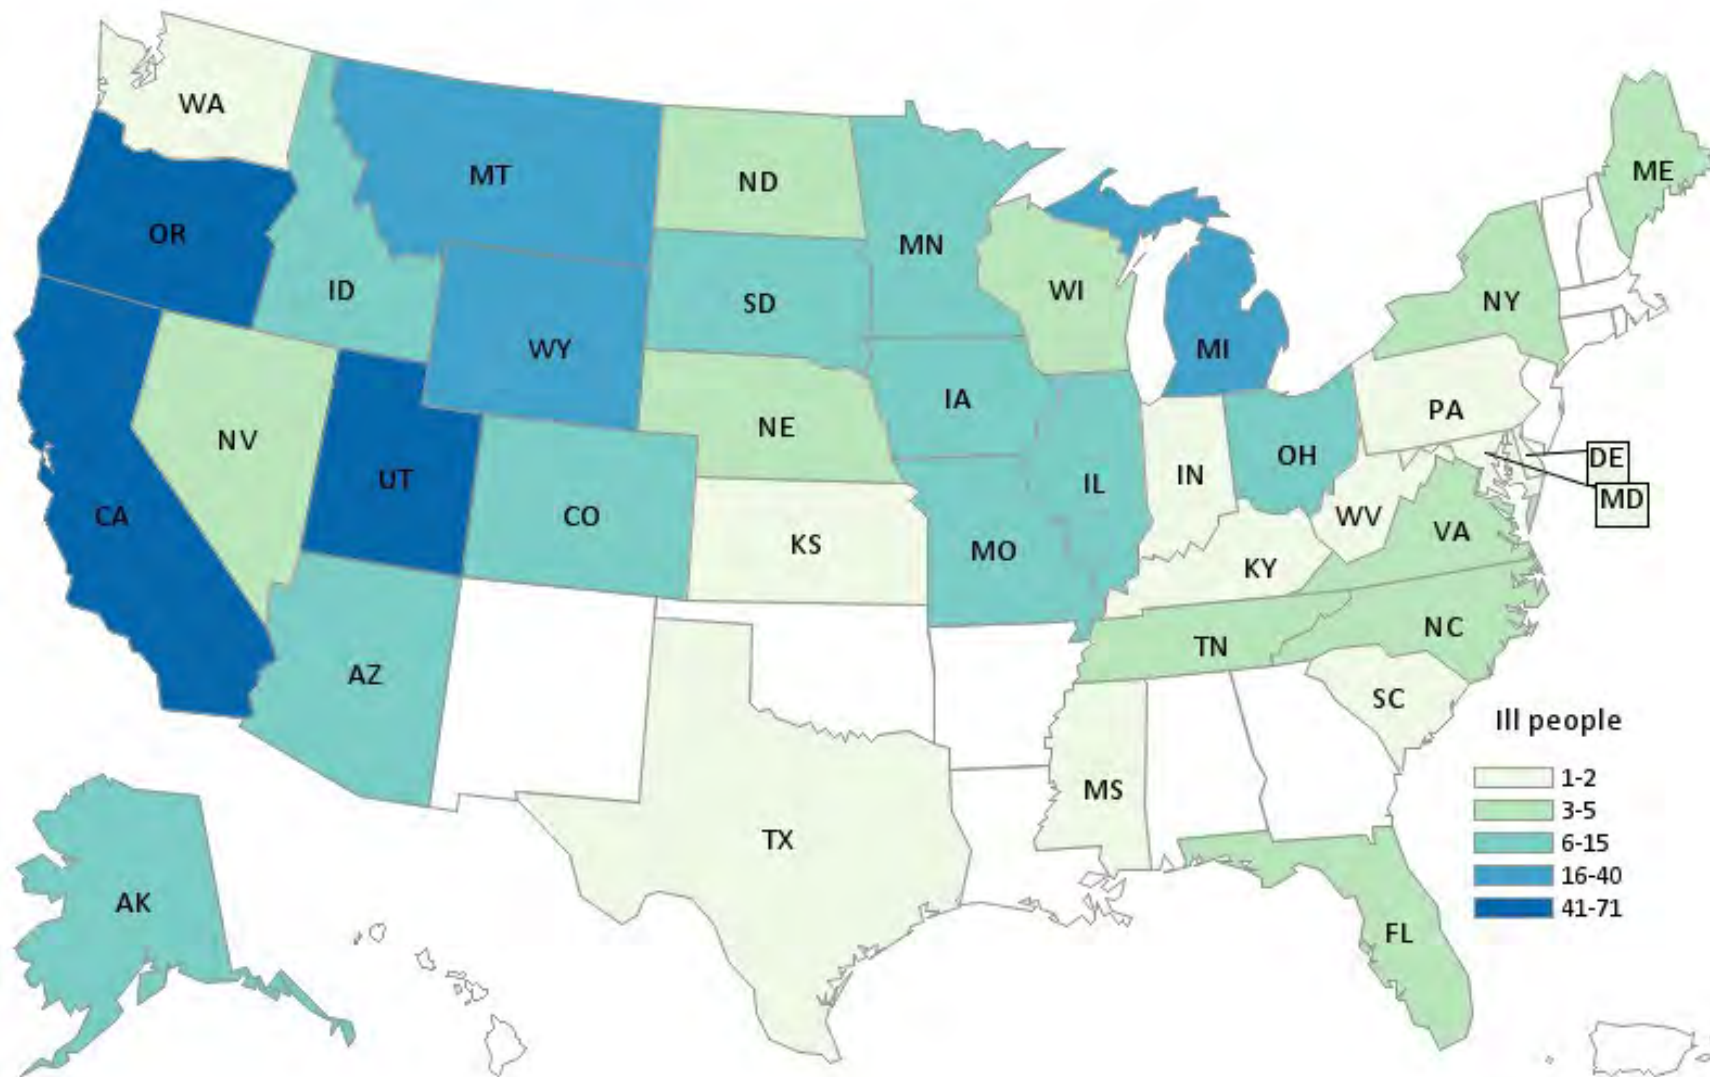 WA
MT
ND
ME
OR
MN
ID
SD
WI
NY
WY
MI
IA
PA
NV
NE
UT
IL
IN
OH
DE
MD
CA
CO
KS
MO
WV
VA
KY
NC
TN
AZ
SC
MS
TX
AK
FL
Ill people
1-2
3-5
6-15
16-40
41-71